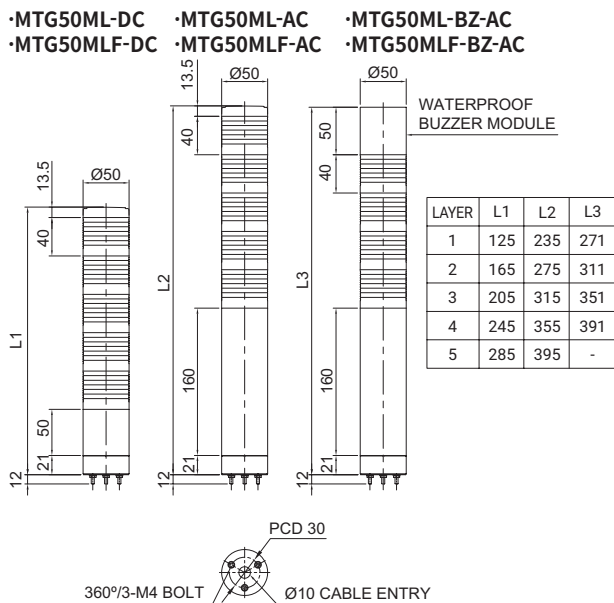 ·MTG50ML-DC ·MTG50ML-AC ·MTG50ML-BZ-AC
·MTG50MLF-DC ·MTG50MLF-AC ·MTG50MLF-BZ-AC
Ø50 Ø50
13.5
WATERPROOF
BUZZER MODULE
50
40
Ø50
13.5
40
LAYER L1 L2 L3
1 125 235 271
2 165 275 311
3 205 315 351
4 245 355 391
5 285 395 -
L1
L2
L3
160
160
50
21
21
21
12
12
12
PCD 30
360º/3-M4 BOLT
Ø10 CABLE ENTRY